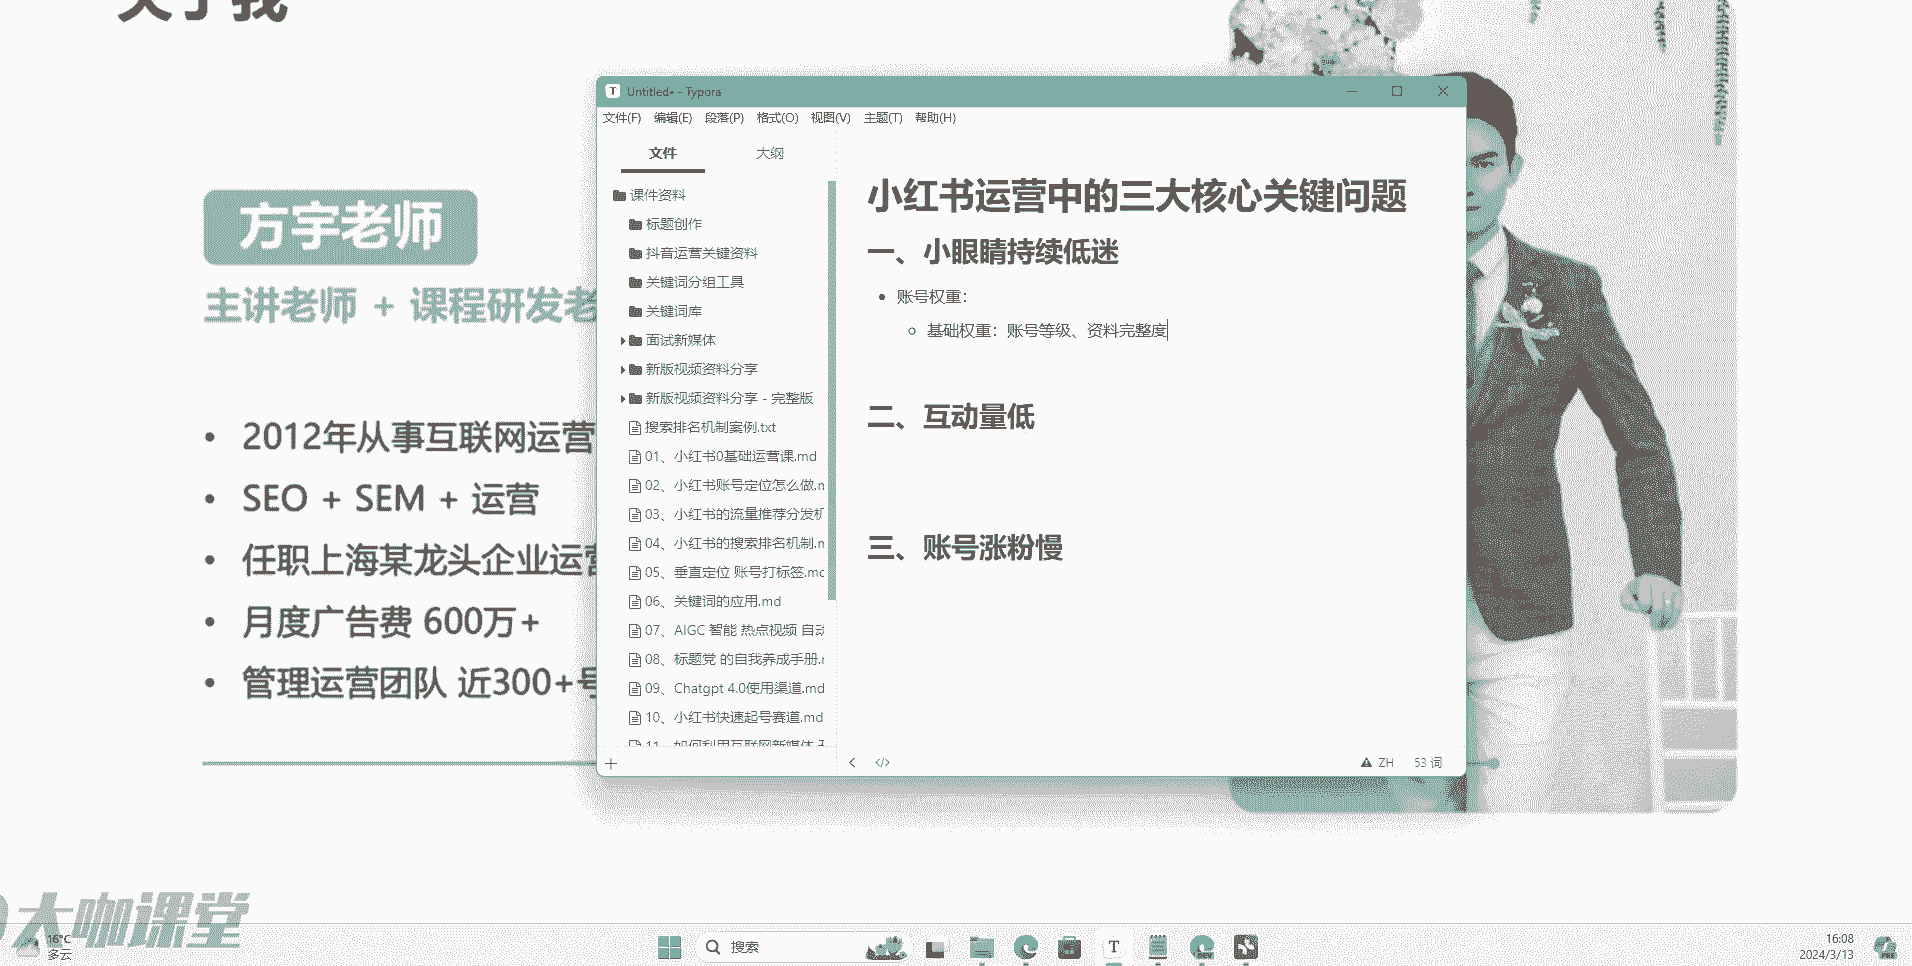 关于我
方宇老师
主讲老师 + 课程研发老
2012年从事互联网运营
SEO + SEM + 运营
任职上海某龙头企业运营
月度广告费 600万+
管理运营团队 近300+号
Untitled• - Typora
文件(F) 编辑(E) 段落(P) 格式(O) 视图(V) 主题(T) 帮助(H)
文件 大纲
课件资料
标题创作
抖音运营关键资料
关键词分组工具
关键词库
面试新媒体
新版视频资料分享
新版视频资料分享 - 完整版
搜索排名机制案例.txt
01、小红书0基础运营课.md
02、小红书账号定位怎么做.m
03、小红书的流量推荐分发机
04、小红书的搜索排名机制.m
05、垂直定位 账号打标签.mc
06、关键词的应用.md
07、AIGC 智能 热点视频 自动
08、标题党 的自我养成手册.r
09、Chatgpt 4.0使用渠道.md
10、小红书快速起号赛道.md
11、如何利用互联网新媒体
小红书运营中的三大核心关键问题
一、小眼睛持续低迷
账号权重：
基础权重：账号等级、资料完整度
二、互动量低
三、账号涨粉慢
</> ZH 53 词
大咖课堂
16°C
多云
搜索
16:08
2024/3/13